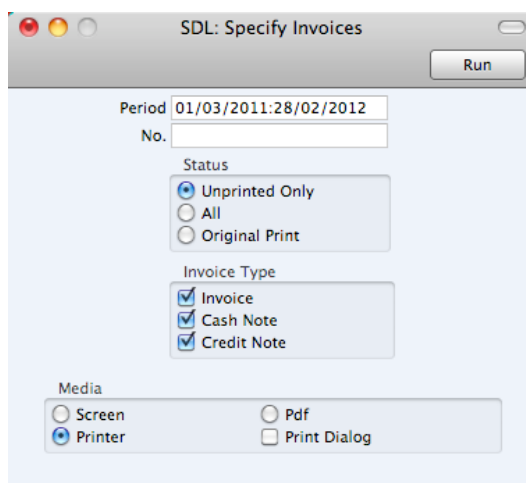 SDL: Specify Invoices
Run
Period 01/03/2011:28/02/2012
No.
Status
Unprinted Only
All
Original Print
Invoice Type
Invoice
Cash Note
Credit Note
Media
Screen Pdf
Printer Print Dialog